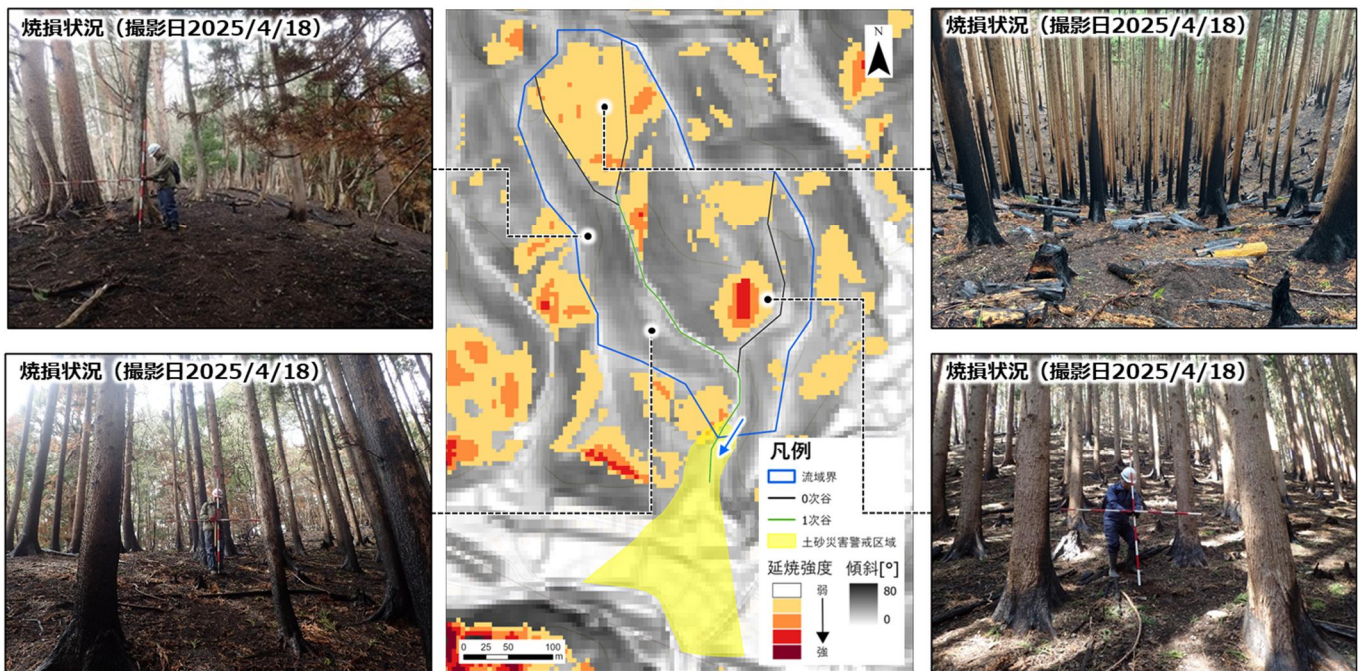 焼損状況（撮影日2025/4/18）
焼損状況（撮影日2025/4/18）
焼損状況（撮影日2025/4/18）
焼損状況（撮影日2025/4/18）
N
凡例
流域界
0次谷
1次谷
土砂災害警戒区域
延焼強度
弱
強
傾斜[°]
80
0
0 25 50 100
m